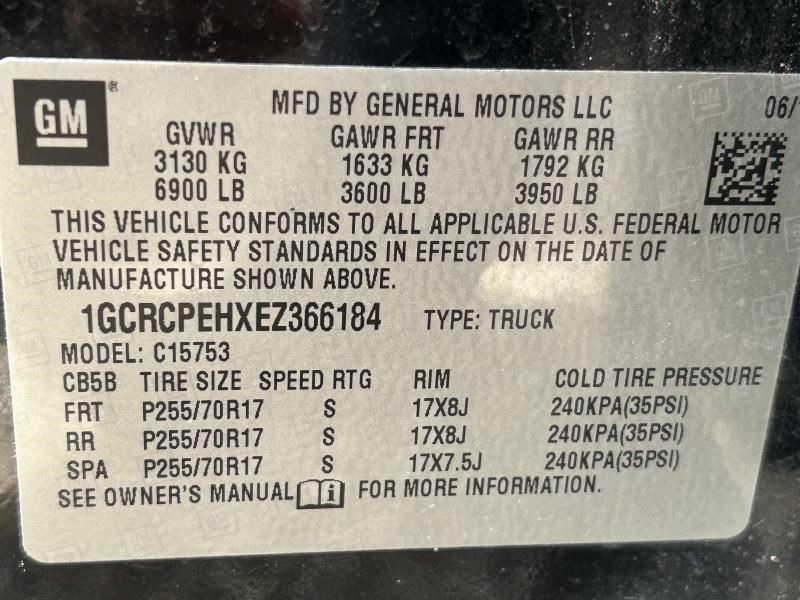 GM ®
MFD BY GENERAL MOTORS LLC 06/
GVWR GAWR FRT GAWR RR
3130 KG 1633 KG 1792 KG
6900 LB 3600 LB 3950 LB
THIS VEHICLE CONFORMS TO ALL APPLICABLE U.S. FEDERAL MOTOR
VEHICLE SAFETY STANDARDS IN EFFECT ON THE DATE OF
MANUFACTURE SHOWN ABOVE.
1GCRCPEHXEZ366184 TYPE: TRUCK
MODEL: C15753
CB5B TIRE SIZE SPEED RTG RIM COLD TIRE PRESSURE
FRT P255/70R17 S 17X8J 240KPA(35PSI)
RR P255/70R17 S 17X8J 240KPA(35PSI)
SPA P255/70R17 S 17X7.5J 240KPA(35PSI)
SEE OWNER'S MANUAL i FOR MORE INFORMATION.